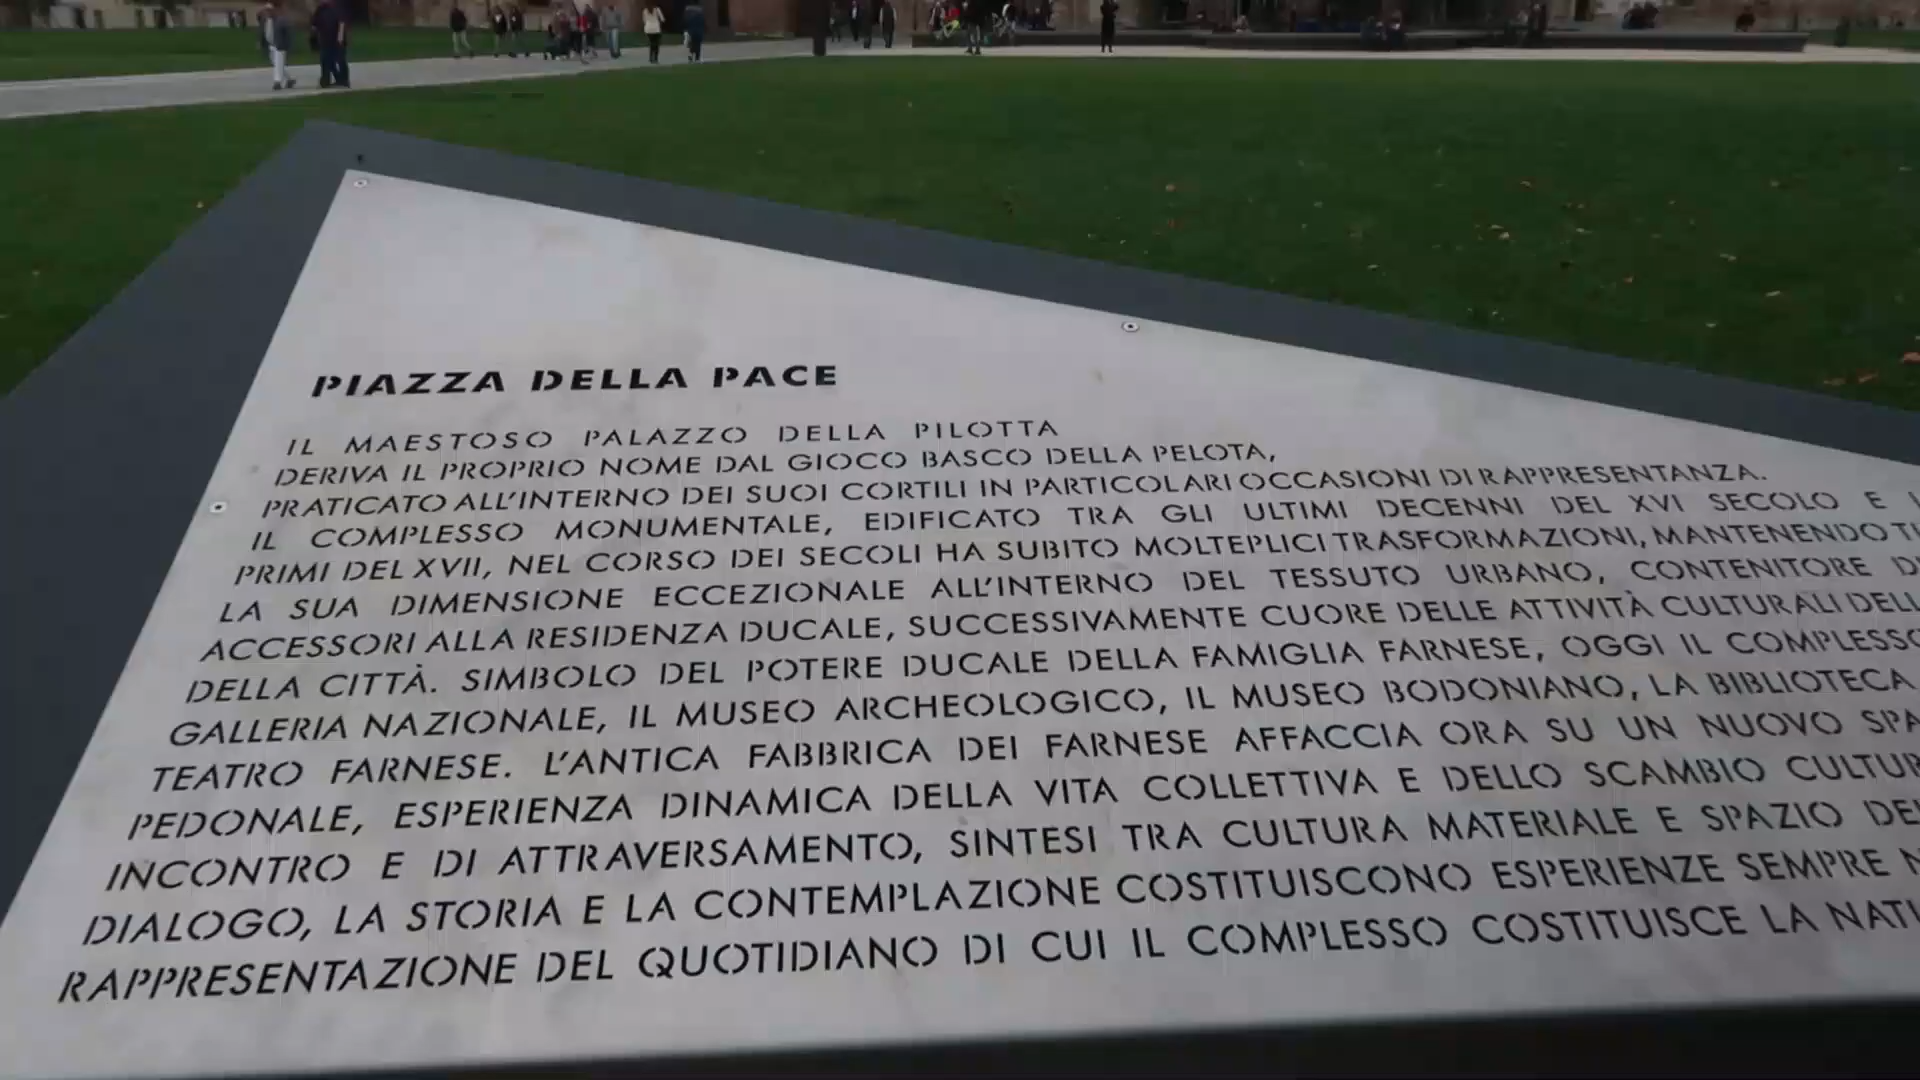 PIAZZA DELLA PACE
IL MAESTOSO PALAZZO DELLA PILOTTA
DERIVA IL PROPRIO NOME DAL GIOCO BASCO DELLA PELOTA,
PRATICATO ALL'INTERNO DEI SUOI CORTILI IN PARTICOLARI OCCASIONI DI RAPPRESENTANZA.
IL COMPLESSO MONUMENTALE, EDIFICATO TRA GLI ULTIMI DECENNI DEL XVI SECOLO E I
PRIMI DEL XVII, NEL CORSO DEI SECOLI HA SUBITO MOLTEPLICI TRASFORMAZIONI, MANTENENDO
LA SUA DIMENSIONE ECCEZIONALE ALL'INTERNO DEL TESSUTO URBANO, CONTENITORE
ACCESSORI ALLA RESIDENZA DUCALE, SUCCESSIVAMENTE CUORE DELLE ATTIVITÀ CULTURALI
DELLA CITTÀ. SIMBOLO DEL POTERE DUCALE DELLA FAMIGLIA FARNESE, OGGI IL COMPLESSO
GALLERIA NAZIONALE, IL MUSEO ARCHEOLOGICO, IL MUSEO BODONIANO, LA BIBLIOTECA
TEATRO FARNESE. L'ANTICA FABBRICA DEI FARNESE AFFACCIA ORA SU UN NUOVO
PEDONALE, ESPERIENZA DINAMICA DELLA VITA COLLETTIVA E DELLO SCAMBIO
INCONTRO E DI ATTRAVERSAMENTO, SINTESI TRA CULTURA MATERIALE E SPAZIO
DIALOGO, LA STORIA E LA CONTEMPLAZIONE COSTITUISCONO ESPERIENZE SEMPRE
RAPPRESENTAZIONE DEL QUOTIDIANO DI CUI IL COMPLESSO COSTITUISCE LA